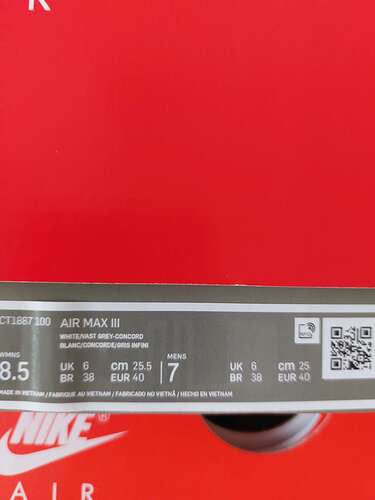 R
CT1887 100 AIR MAX III
WHITE/VAST GREY-CONCORD
BLANC/CONCORDE/GRIS INFINI
WMNS
8.5
UK 6 cm 25.5
BR 38 EUR 40
MENS
7
UK 6 cm 25
BR 38 EUR 40
MADE IN VIETNAM / FABRIQUE AU VIETNAM / FABRICADO NO VIETNÃ / HECHO EN VIETNAM
NIKE®
AIR